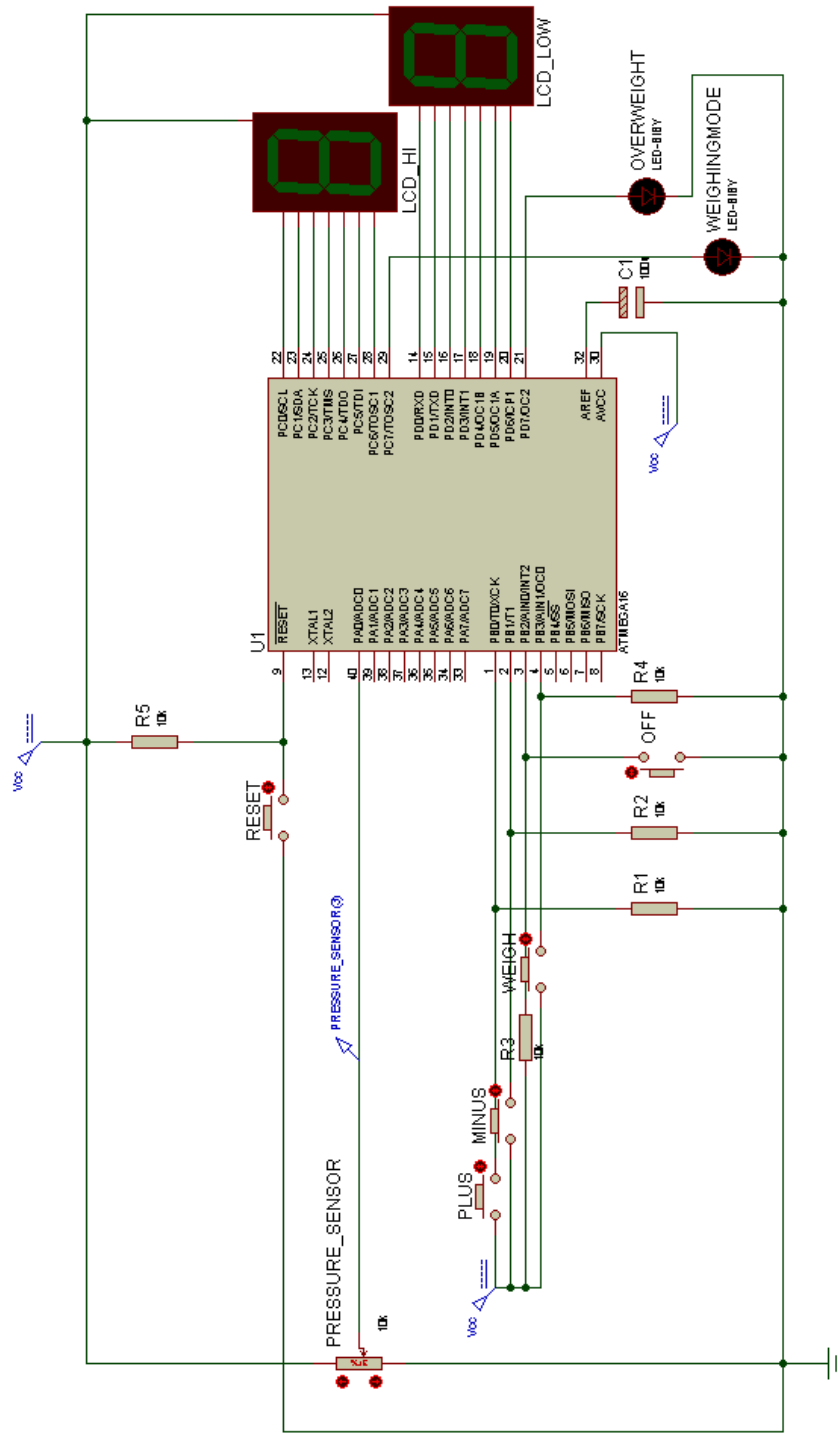 LCD_LOW
LCD_HI
OVERWEIGHT
LED-BIBY
WEIGHINGMODE
LED-BIBY
C1
Vcc
R5
10k
RESET
U1
ATMEGA16
9 RESET
13 XTAL1
12 XTAL2
40 PA0/ADC0
39 PA1/ADC1
38 PA2/ADC2
37 PA3/ADC3
36 PA4/ADC4
35 PA5/ADC5
34 PA6/ADC6
33 PA7/ADC7
1 PB0/T0/XCK
2 PB1/T1
3 PB2/AIN0/INT2
4 PB3/AIN1/OC0
5 PB4/SS
6 PB5/MOSI
7 PB6/MISO
8 PB7/SCK
PC0/SCL 22
PC1/SDA 23
PC2/TCK 24
PC3/TMS 25
PC4/TDO 26
PC5/TDI 27
PC6/TOSC1 28
PC7/TOSC2 29
PD0/RXD 14
PD1/TXD 15
PD2/INT0 16
PD3/INT1 17
PD4/OC1B 18
PD5/OC1A 19
PD6/ICP1 20
PD7/OC2 21
AREF 32
AVCC 30
Vcc
PRESSURE_SENSOR(3)
PRESSURE_SENSOR
10k
PLUS
MINUS
WEIGH
R3
10k
Vcc
R1
10k
R2
10k
OFF
R4
10k